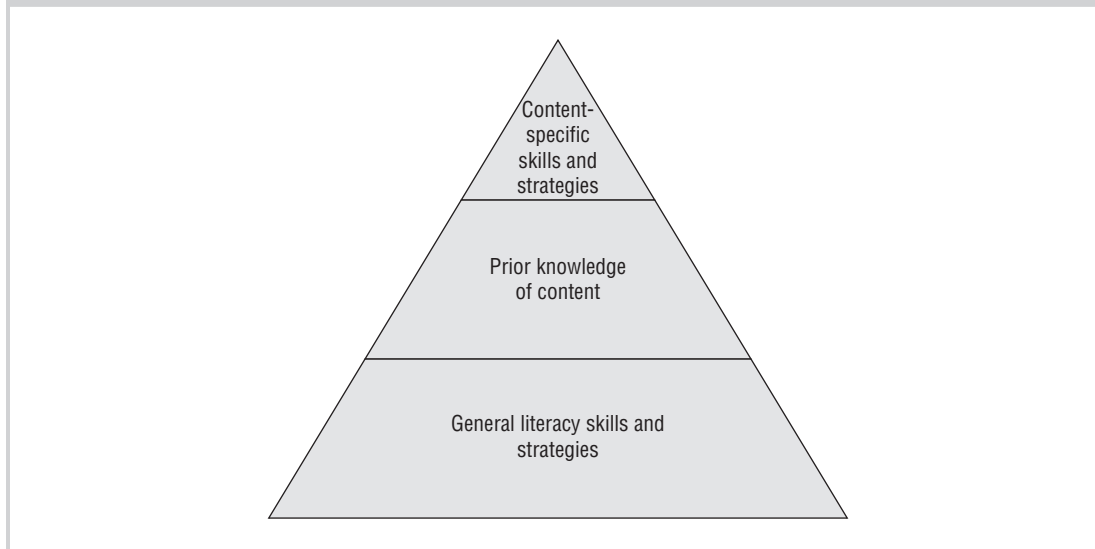 Content-
specific
skills and
strategies
Prior knowledge
of content
General literacy skills and
strategies